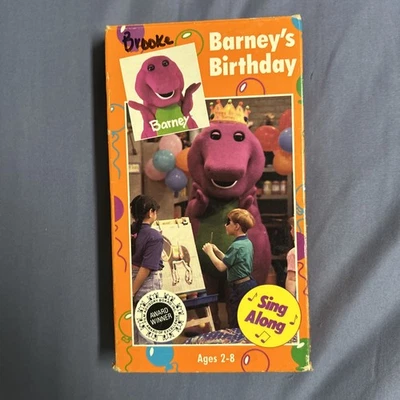 Brooke
Barney's
Birthday
Barney
Sing
Along
AWARD
WINNER
Ages 2-8